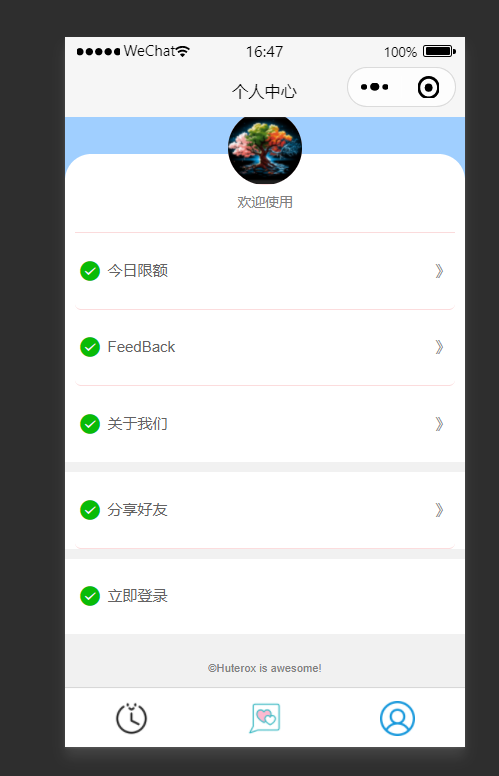 WeChat 16:47 100%
个人中心
欢迎使用
今日限额 》
FeedBack 》
关于我们 》
分享好友 》
立即登录
©Huterox is awesome!